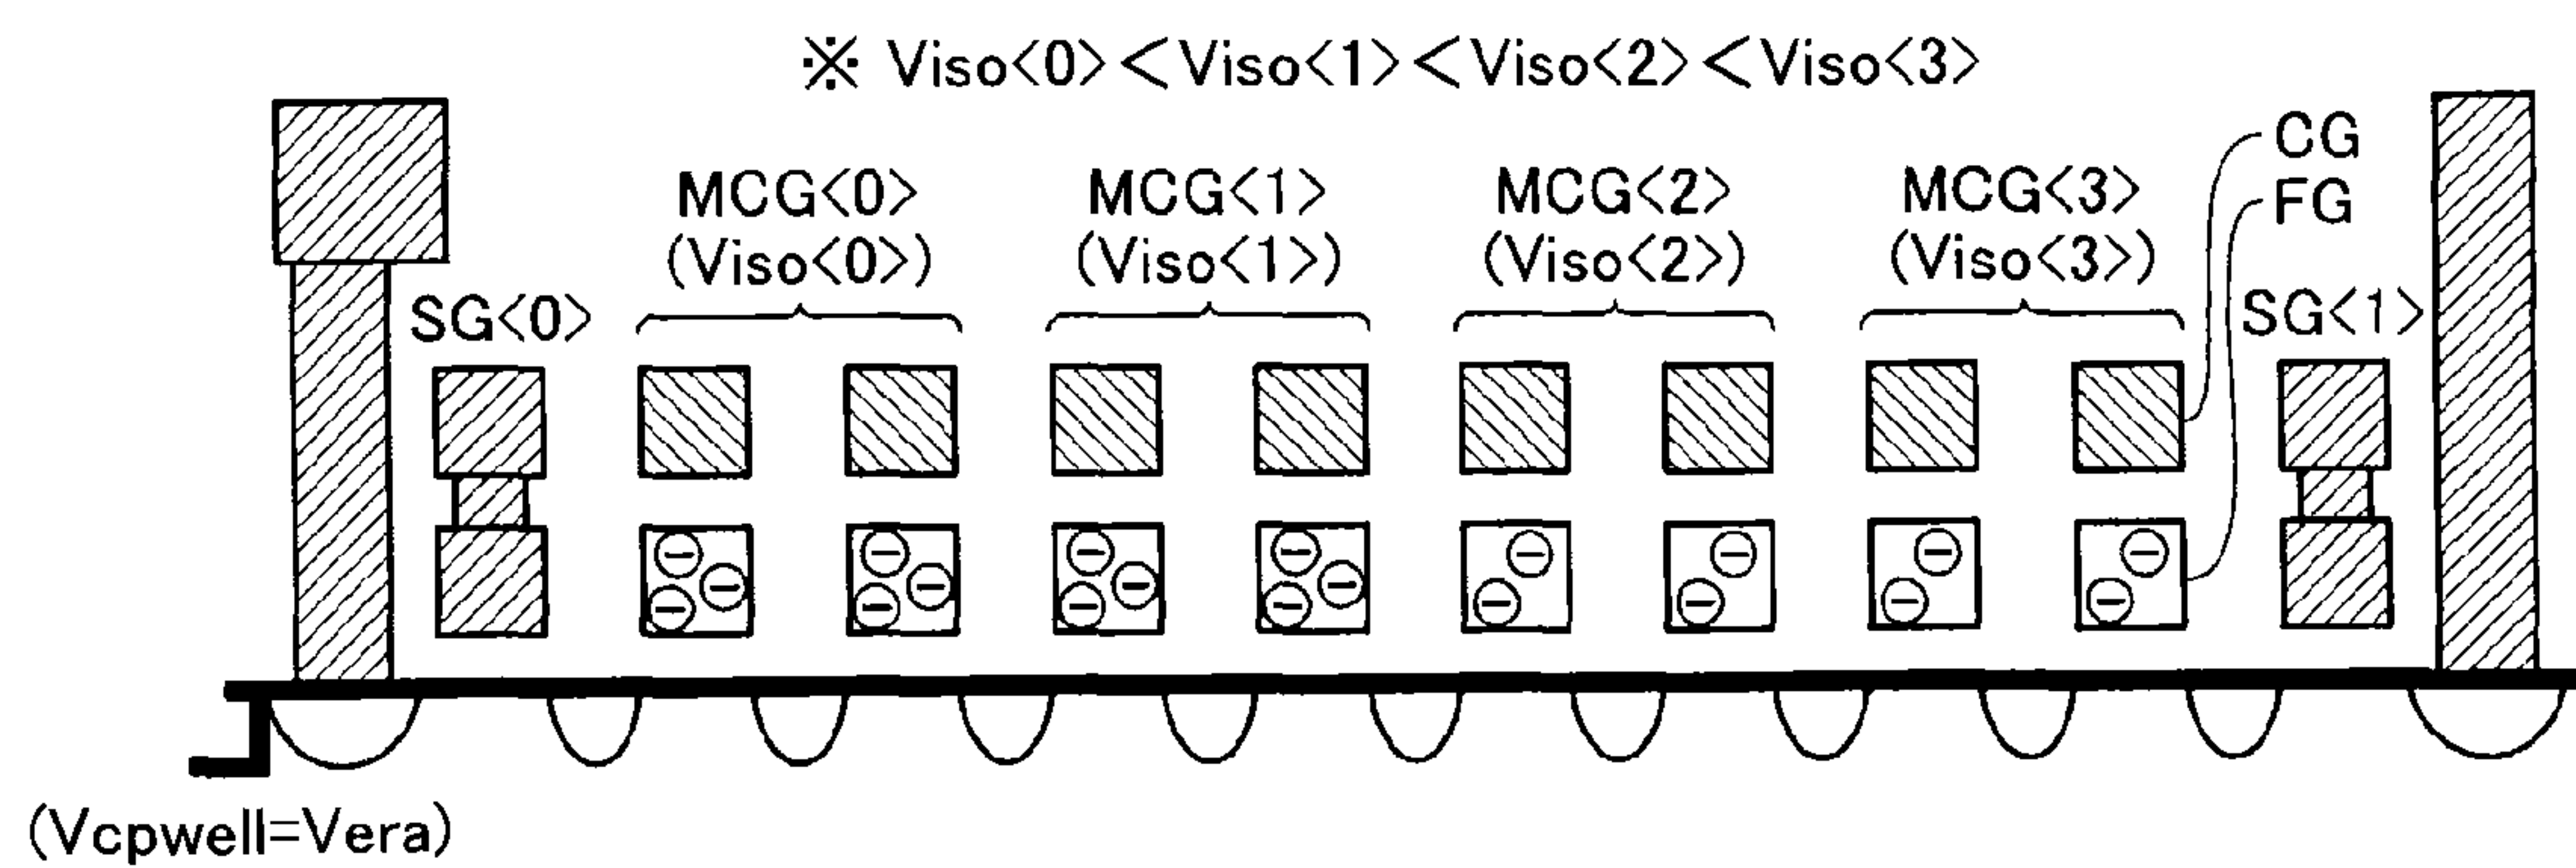 ※ Viso<0><Viso<1><Viso<2><Viso<3>
CG
FG
MCG<0>
(Viso<0>)
MCG<1>
(Viso<1>)
MCG<2>
(Viso<2>)
MCG<3>
(Viso<3>)
SG<0>
SG<1>
(Vcpwell=Vera)